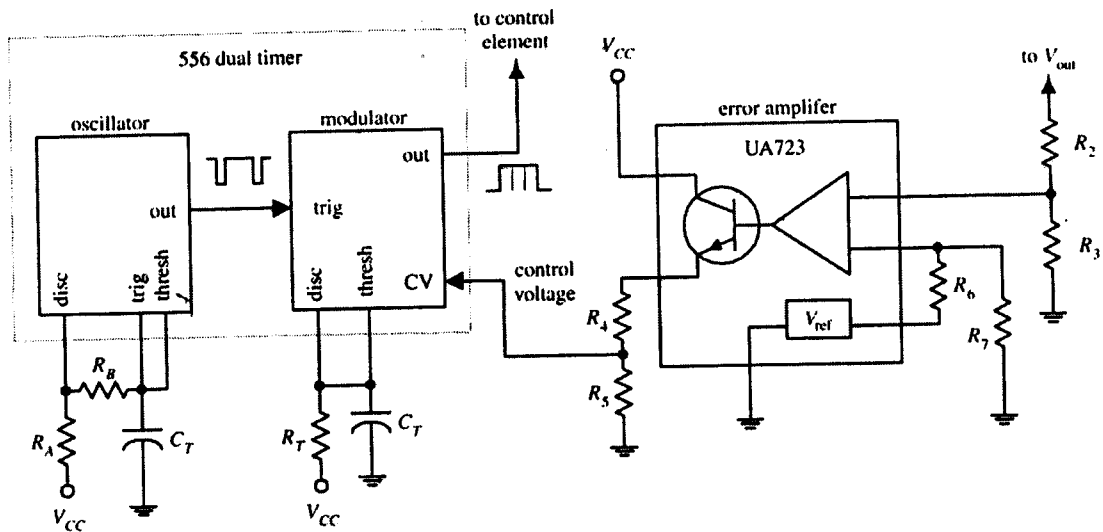 to control
element
556 dual timer
oscillator
modulator
out
trig
out
disc
trig
thresh
disc
thresh
CV
control
voltage
R_B
R_A
C_T
V_CC
R_T
C_T
V_CC
V_CC
error amplifer
UA723
to V_out
R_2
R_3
R_4
R_5
V_ref
R_6
R_7